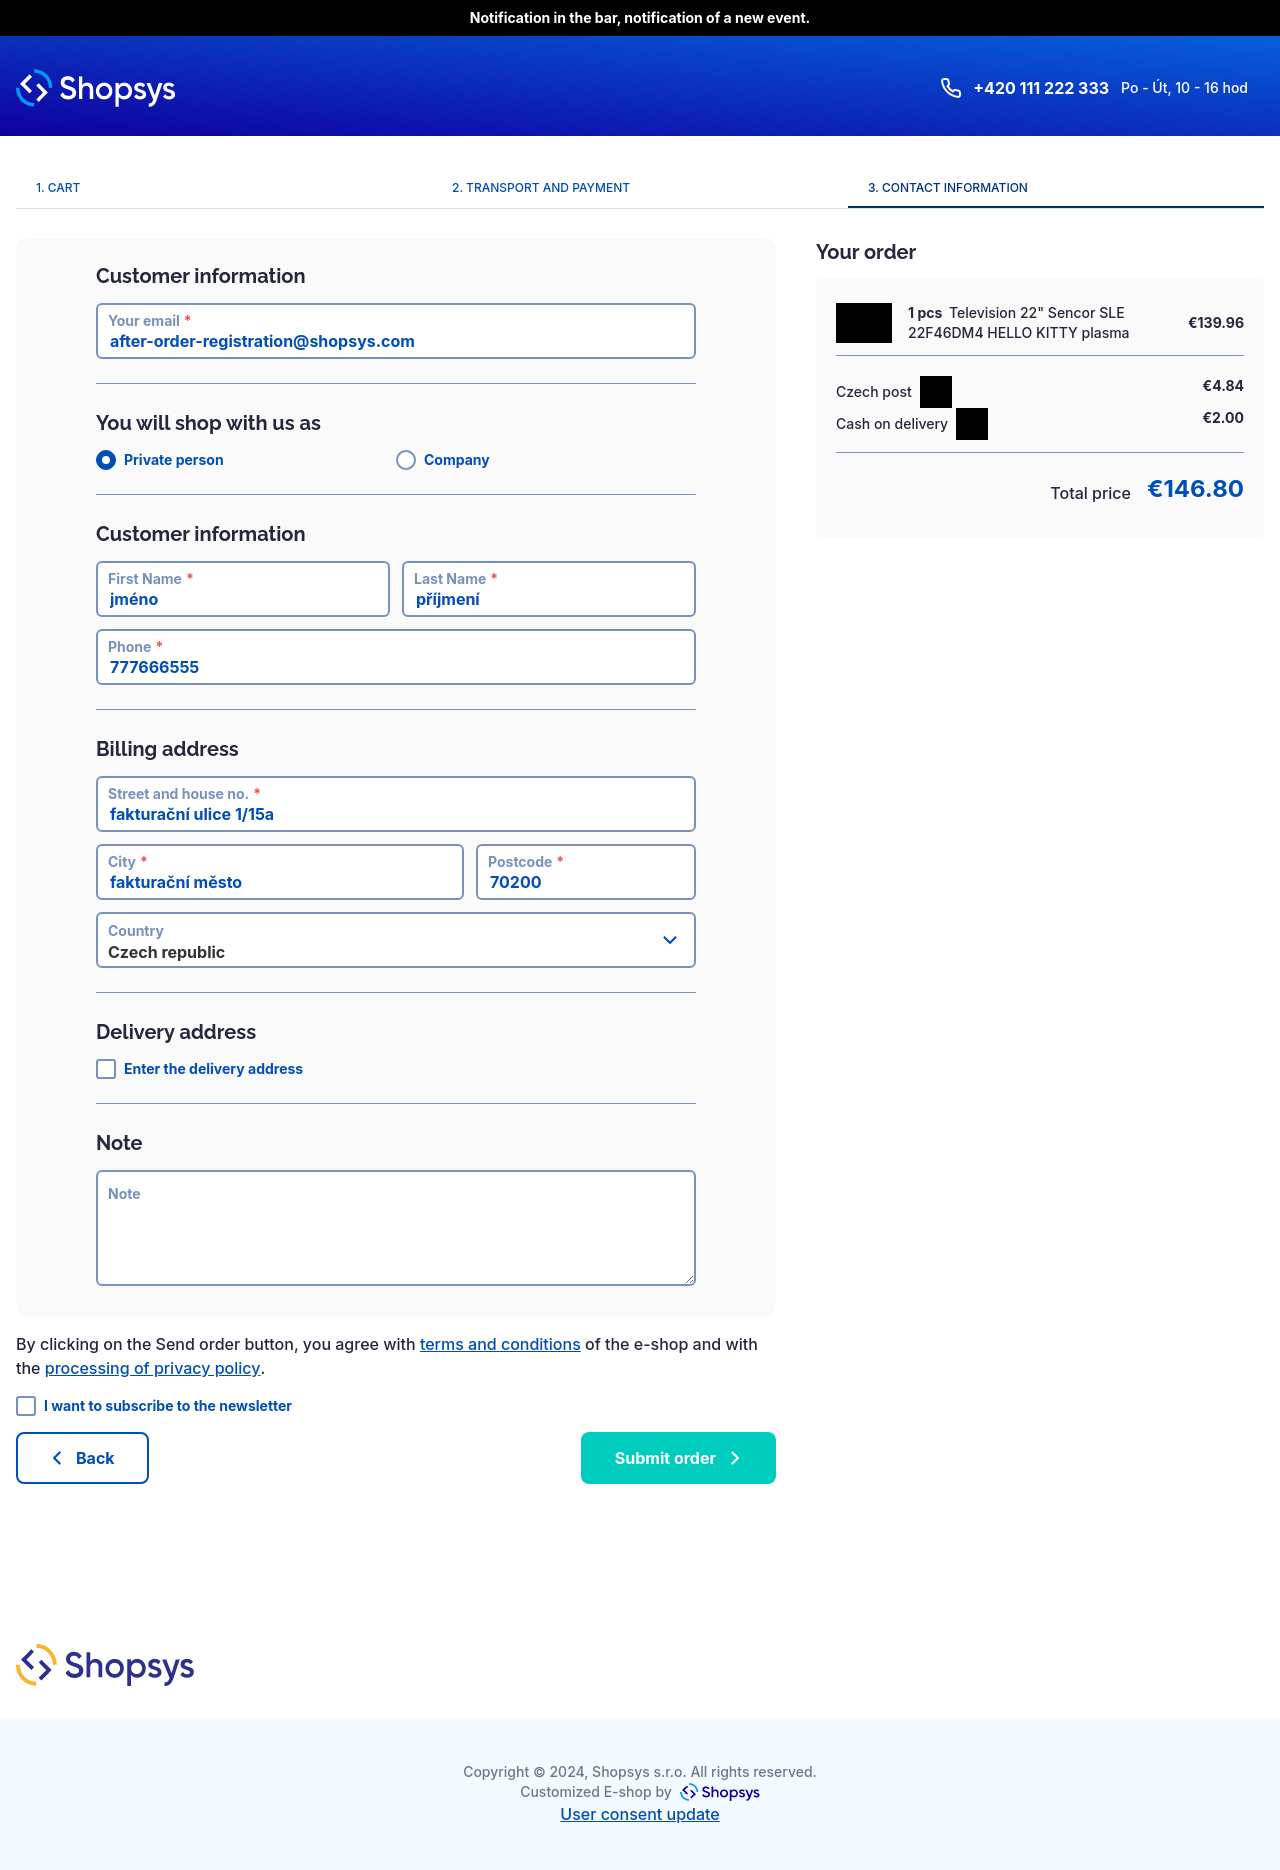 Notification in the bar, notification of a new event.
Shopsys
+420 111 222 333 Po - Út, 10 - 16 hod
1. CART
2. TRANSPORT AND PAYMENT
3. CONTACT INFORMATION
Customer information
Your email *
after-order-registration@shopsys.com
You will shop with us as
Private person
Company
Customer information
First Name *
jméno
Last Name *
příjmení
Phone *
777666555
Billing address
Street and house no. *
fakturační ulice 1/15a
City *
fakturační město
Postcode *
70200
Country
Czech republic
Delivery address
Enter the delivery address
Note
Note
By clicking on the Send order button, you agree with terms and conditions of the e-shop and with
the processing of privacy policy.
I want to subscribe to the newsletter
Back
Submit order
Your order
1 pcs Television 22" Sencor SLE
22F46DM4 HELLO KITTY plasma
€139.96
Czech post
€4.84
Cash on delivery
€2.00
Total price €146.80
Shopsys
Copyright © 2024, Shopsys s.r.o. All rights reserved.
Customized E-shop by Shopsys
User consent update